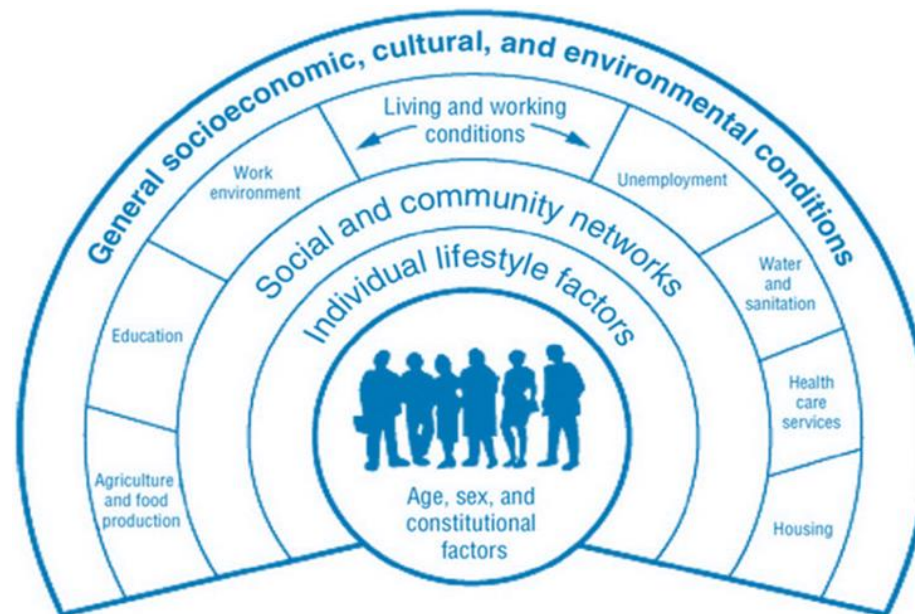 General socioeconomic, cultural, and environmental conditions
Living and working
conditions
Work
environment
Unemployment
Education
Water
and
sanitation
Agriculture
and food
production
Health
care
services
Housing
Social and community networks
Individual lifestyle factors
Age, sex, and
constitutional
factors